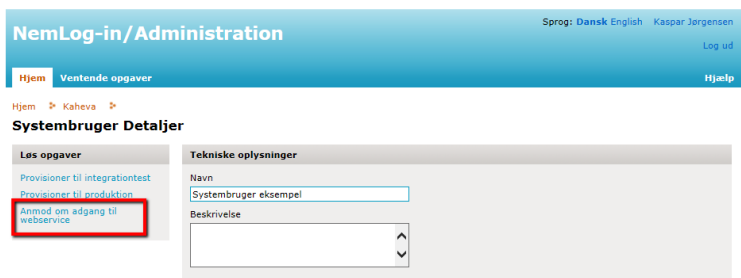 Sprog: Dansk English Kaspar Jørgensen
NemLog-in/Administration
Log ud
Hjem Ventende opgaver Hjælp
Hjem Kaheva
Systembruger Detaljer
Løs opgaver
Provisioner til integrationtest
Provisioner til produktion
Anmod om adgang til
webservice
Tekniske oplysninger
Navn
Systembruger eksempel
Beskrivelse